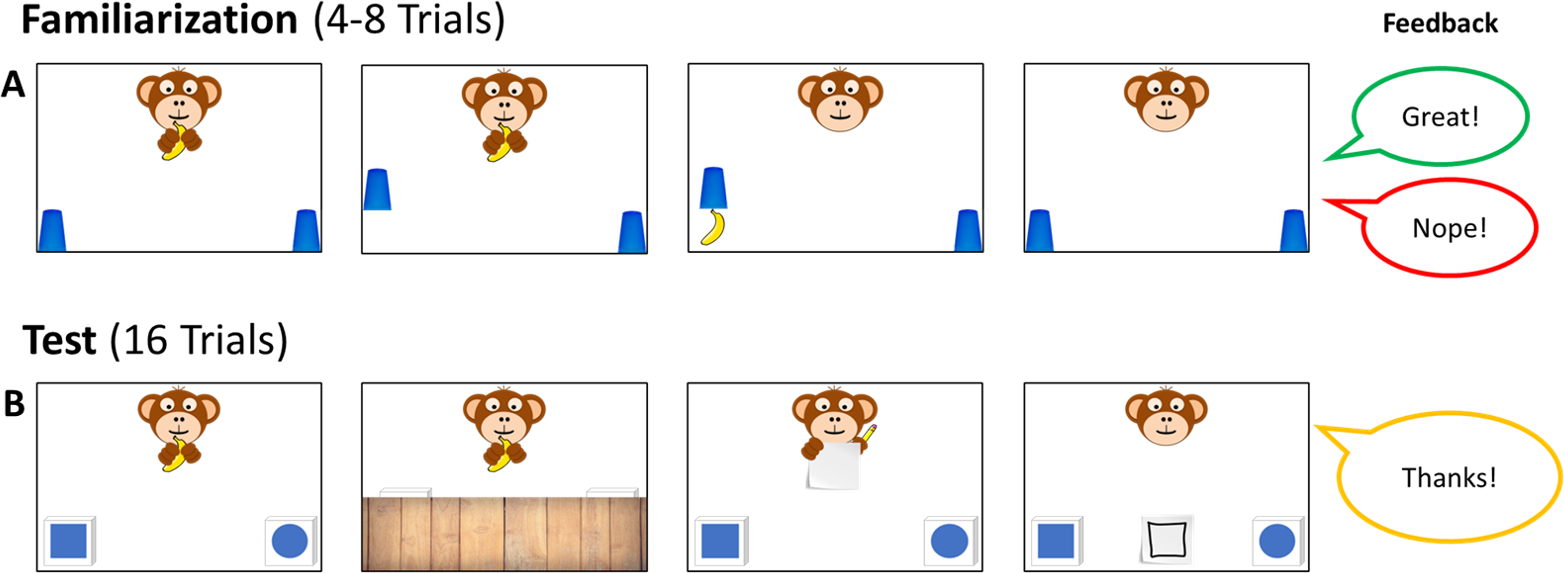 Familiarization (4-8 Trials)
Feedback
A
Great!
Nope!
Test (16 Trials)
B
Thanks!